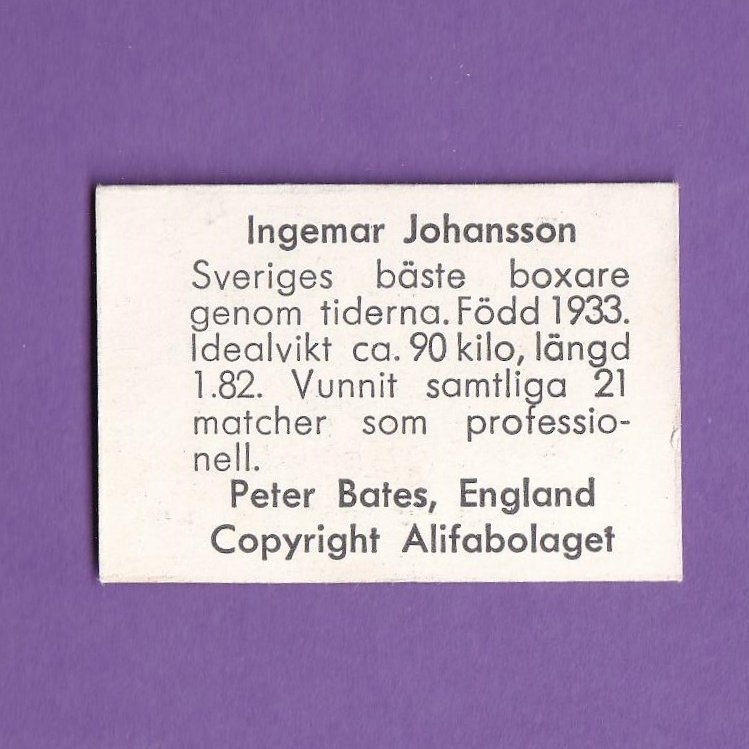 Ingemar Johansson
Sveriges bäste boxare
genom tiderna. Född 1933.
Idealvikt ca. 90 kilo, längd
1.82. Vunnit samtliga 21
matcher som professio-
nell.
Peter Bates, England
Copyright Alifabolaget